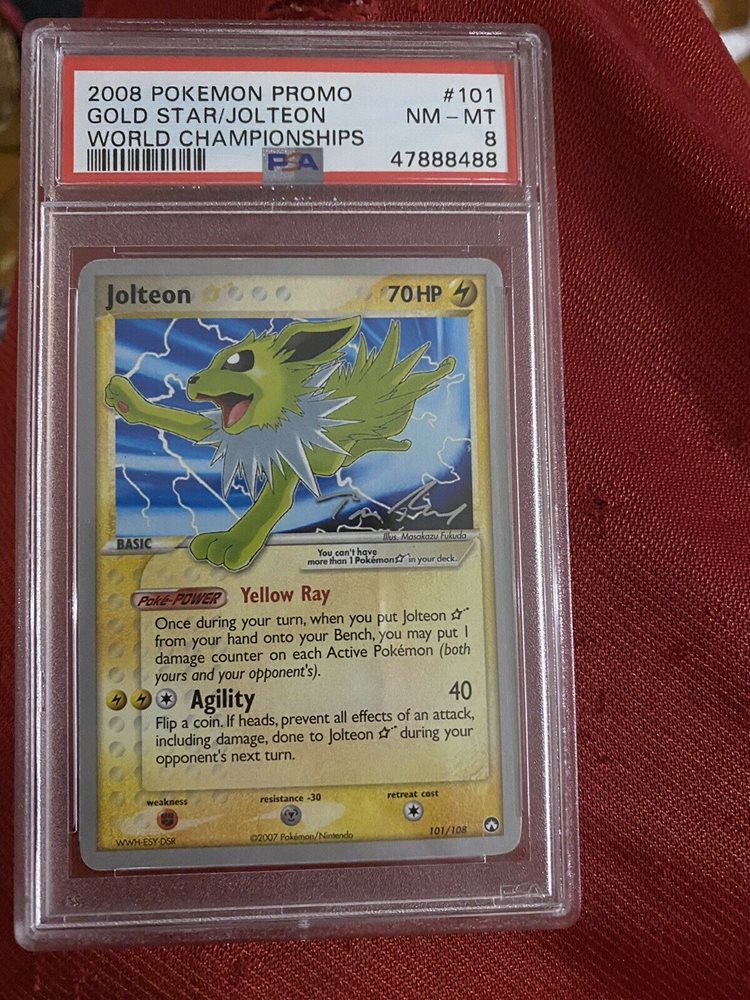 2008 POKEMON PROMO #101
GOLD STAR/JOLTEON NM - MT
WORLD CHAMPIONSHIPS 8
PSA 47888488
Jolteon 70 HP
Illus. Masakazu Fukuda
BASIC
You can't have
more than 1 Pokémon ☆ in your deck.
Poké-POWER Yellow Ray
Once during your turn, when you put Jolteon ☆
from your hand onto your Bench, you may put 1
damage counter on each Active Pokémon (both
yours and your opponent's).
Agility 40
Flip a coin. If heads, prevent all effects of an attack,
including damage, done to Jolteon ☆ during your
opponent's next turn.
weakness resistance -30 retreat cost
WWH-ESY-DSR ©2007 Pokémon/Nintendo 101/108